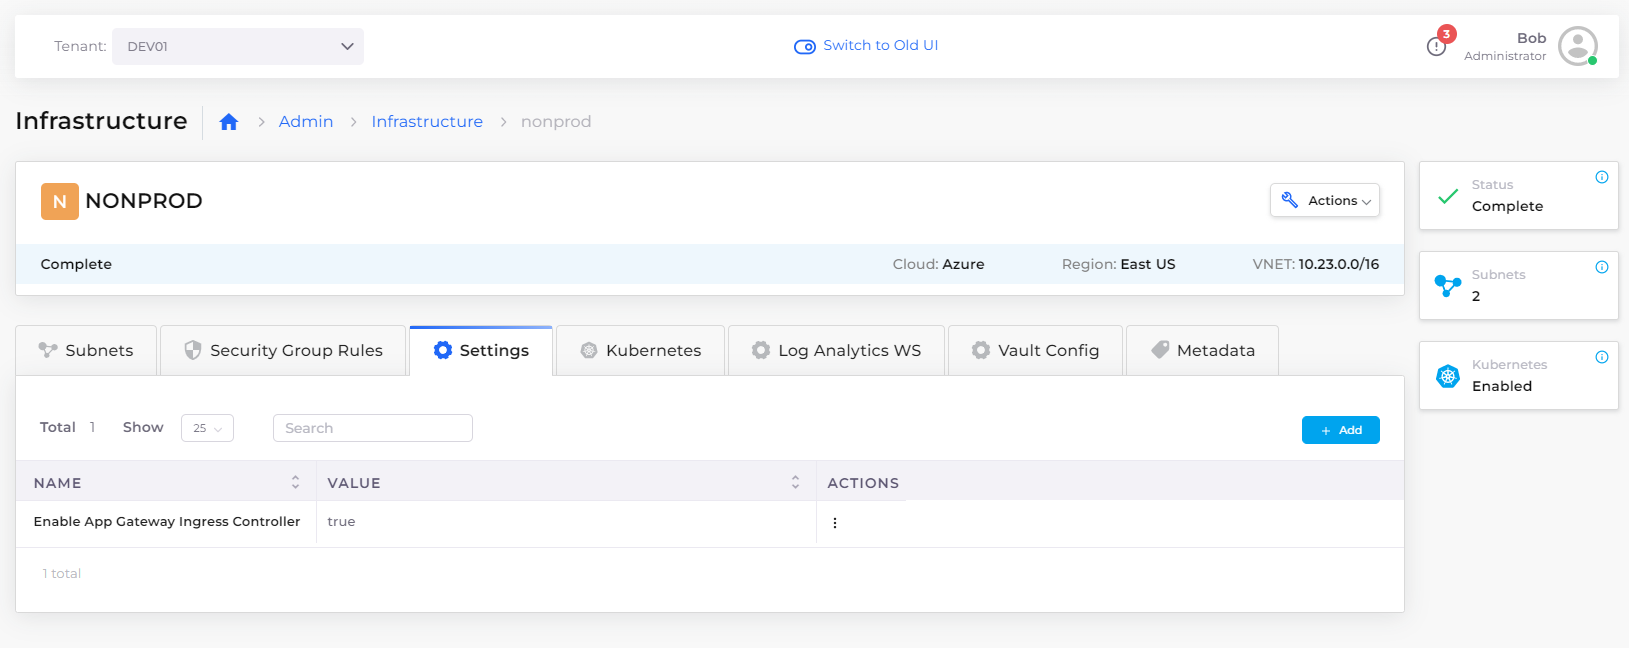 Tenant: DEV01
Switch to Old UI
3
Bob
Administrator
Infrastructure > Admin > Infrastructure > nonprod
N NONPROD
Actions
Complete Cloud: Azure Region: East US VNET: 10.23.0.0/16
Status
Complete
Subnets
2
Kubernetes
Enabled
Subnets Security Group Rules Settings Kubernetes Log Analytics WS Vault Config Metadata
Total 1 Show 25 Search + Add
NAME VALUE ACTIONS
Enable App Gateway Ingress Controller true
1 total